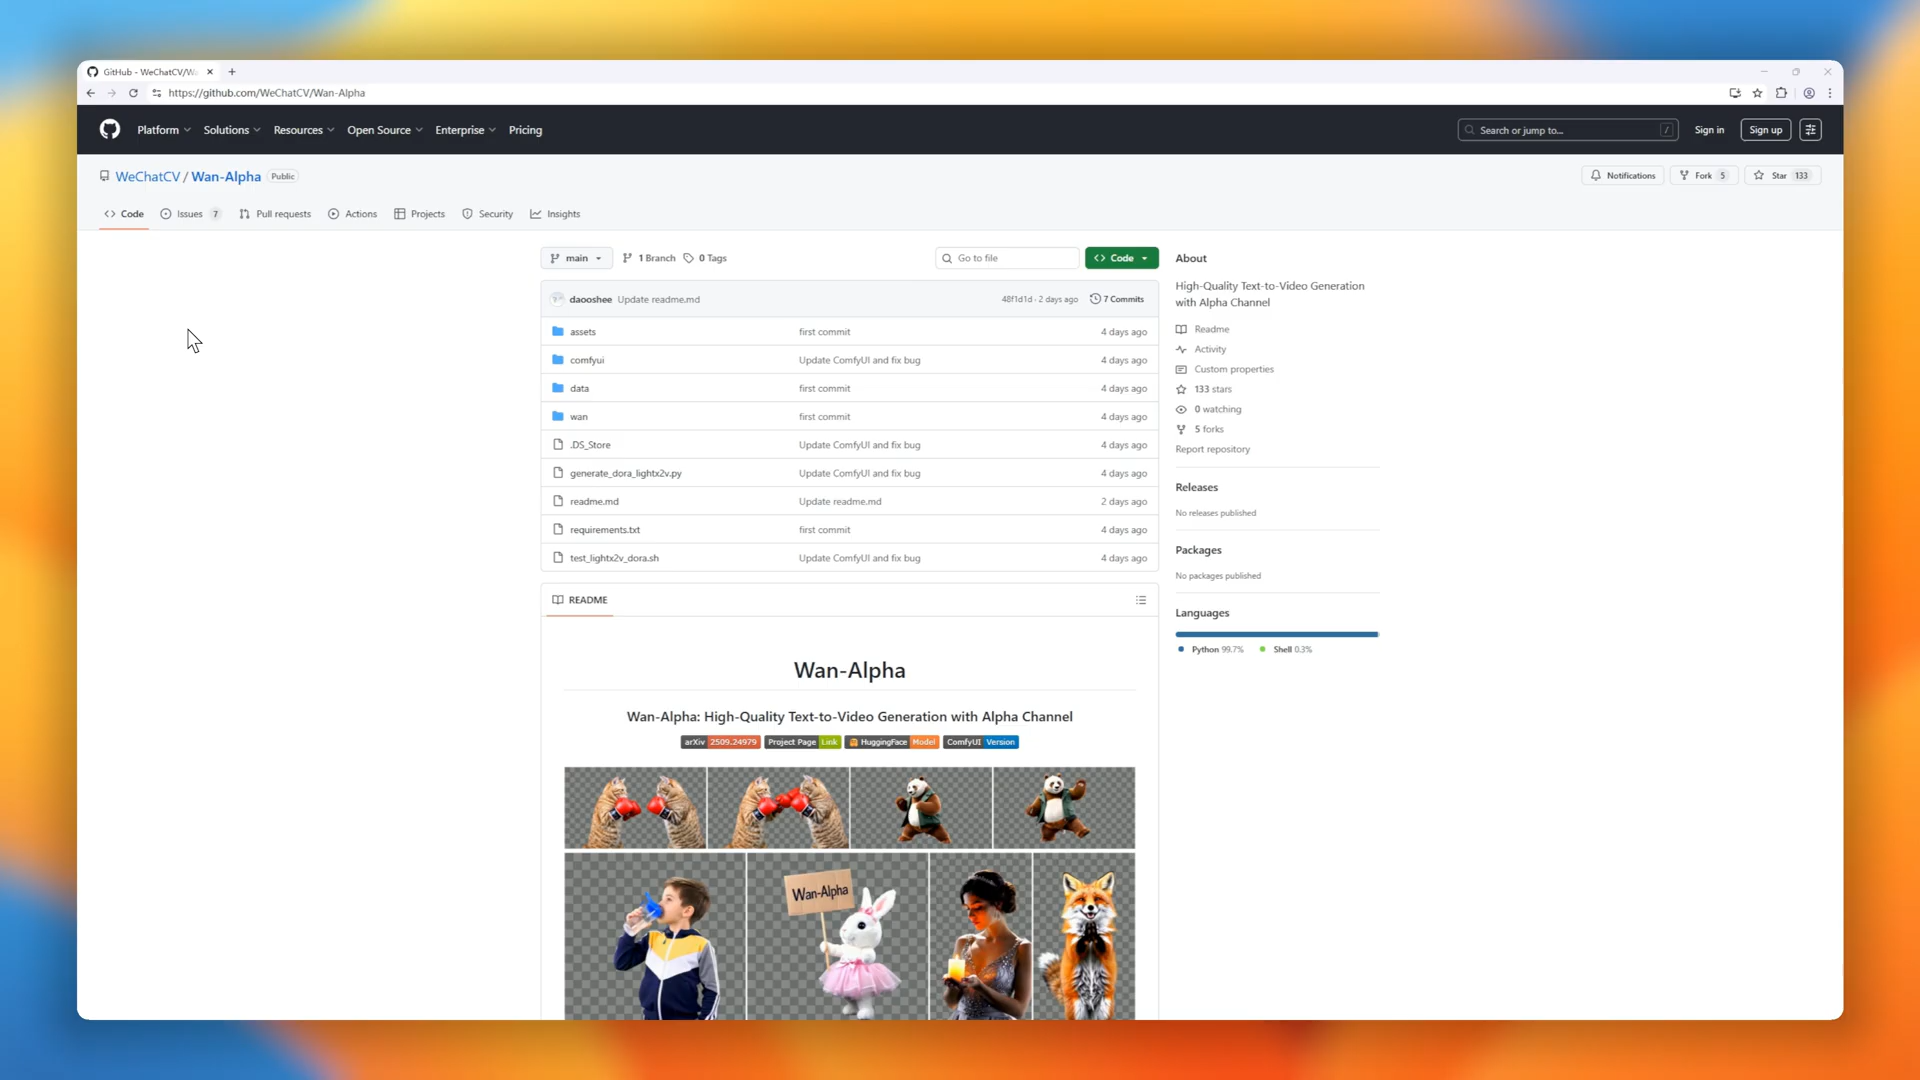 GitHub - WeChatCV/Wa
https://github.com/WeChatCV/Wan-Alpha
Platform Solutions Resources Open Source Enterprise Pricing
Search or jump to... /
Sign in
Sign up
WeChatCV / Wan-Alpha Public
Notifications
Fork 5
Star 133
Code Issues 7 Pull requests Actions Projects Security Insights
main 1 Branch 0 Tags
Go to file
Code
daooshee Update readme.md 48f1d1d · 2 days ago 7 Commits
assets first commit 4 days ago
comfyui Update ComfyUI and fix bug 4 days ago
data first commit 4 days ago
wan first commit 4 days ago
.DS_Store Update ComfyUI and fix bug 4 days ago
generate_dora_lightx2v.py Update ComfyUI and fix bug 4 days ago
readme.md Update readme.md 2 days ago
requirements.txt first commit 4 days ago
test_lightx2v_dora.sh Update ComfyUI and fix bug 4 days ago
README
Wan-Alpha
Wan-Alpha: High-Quality Text-to-Video Generation with Alpha Channel
arXiv 2509.24979 Project Page Link HuggingFace Model ComfyUI Version
Wan-Alpha
About
High-Quality Text-to-Video Generation
with Alpha Channel
Readme
Activity
Custom properties
133 stars
0 watching
5 forks
Report repository
Releases
No releases published
Packages
No packages published
Languages
Python 99.7% Shell 0.3%